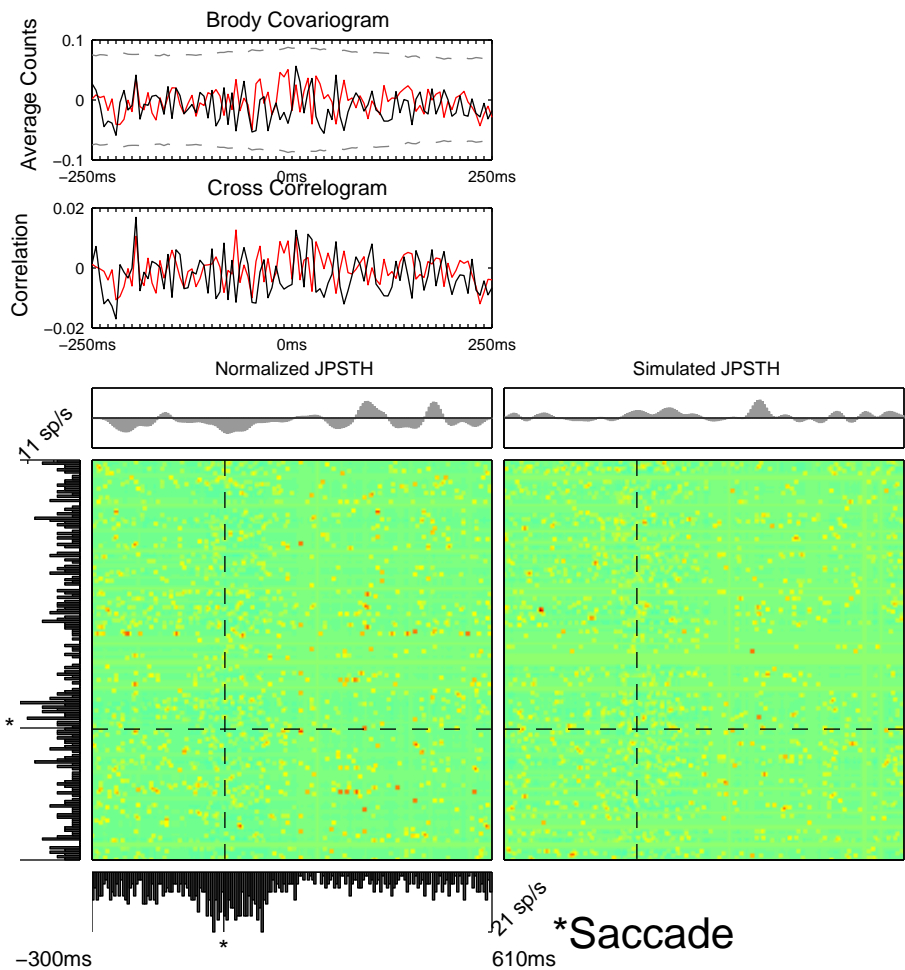 Brody Covariogram
Average Counts
0.1
0
−0.1
−250ms
0ms
250ms
Cross Correlogram
Correlation
0.02
0
−0.02
−250ms
0ms
250ms
Normalized JPSTH
Simulated JPSTH
11 sp/s
*
*
21 sp/s
*Saccade
−300ms
610ms